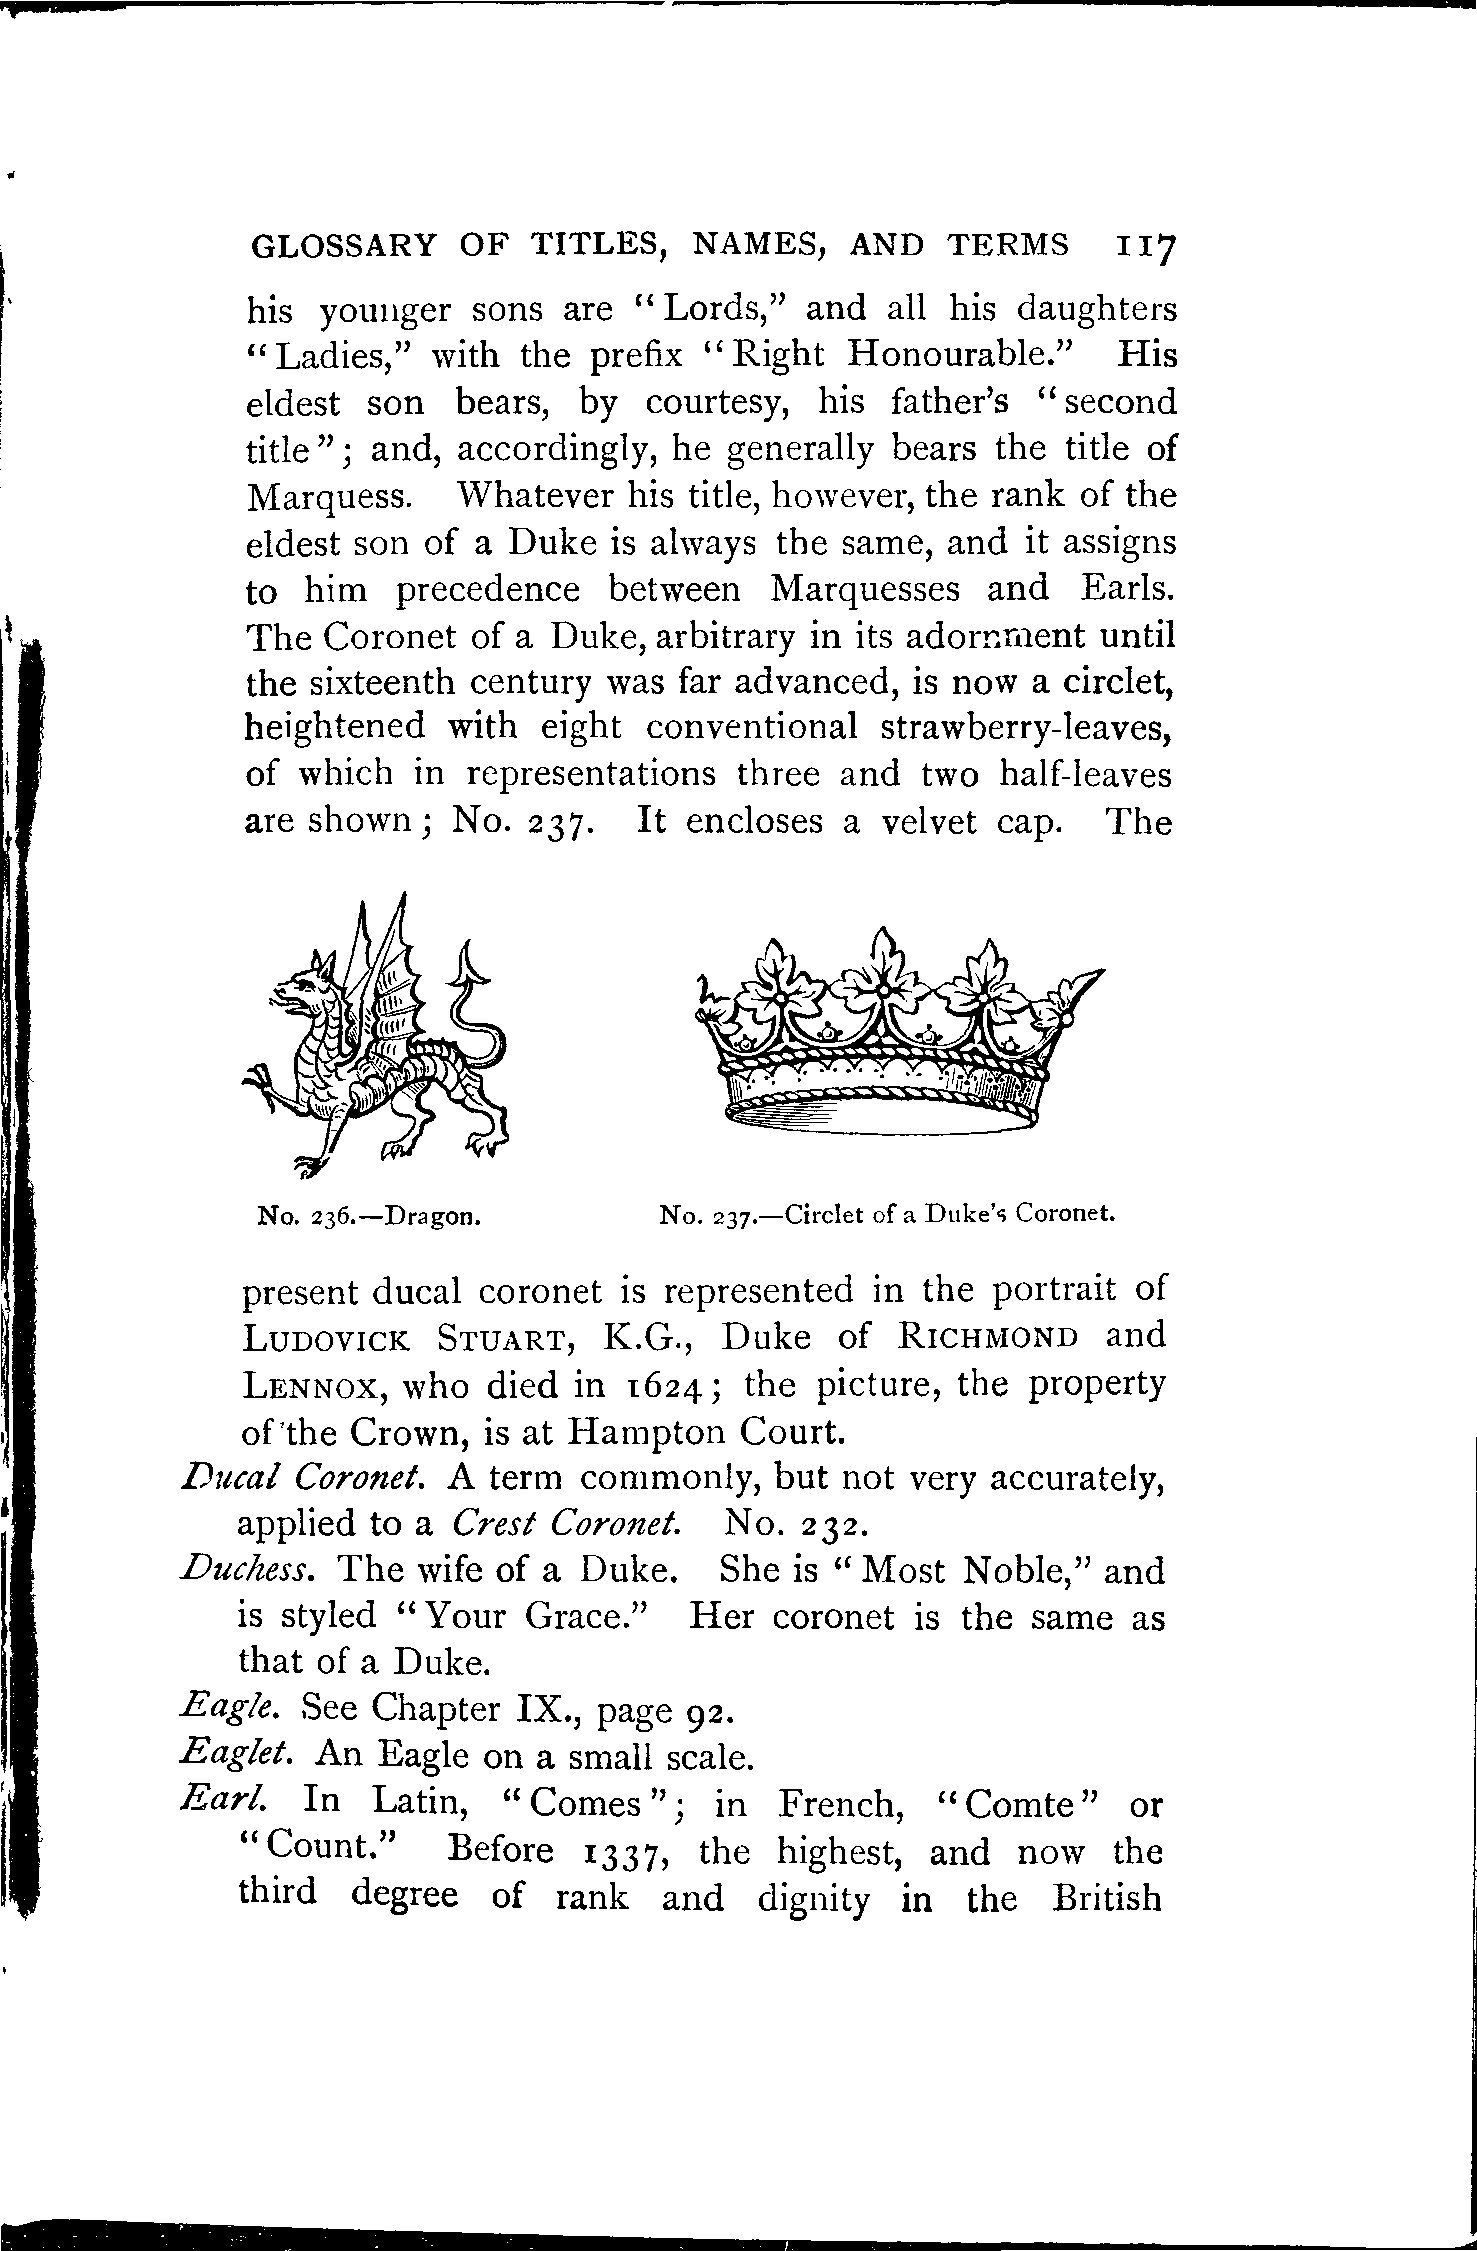 GLOSSARY OF TITLES, NAMES, AND TERMS 117
his younger sons are “Lords,” and all his daughters
“Ladies,” with the prefix “Right Honourable.” His
eldest son bears, by courtesy, his father’s “second
title”; and, accordingly, he generally bears the title of
Marquess. Whatever his title, however, the rank of the
eldest son of a Duke is always the same, and it assigns
to him precedence between Marquesses and Earls.
The Coronet of a Duke, arbitrary in its adornment until
the sixteenth century was far advanced, is now a circlet,
heightened with eight conventional strawberry-leaves,
of which in representations three and two half-leaves
are shown; No. 237. It encloses a velvet cap. The
No. 236.—Dragon.
No. 237.—Circlet of a Duke’s Coronet.
present ducal coronet is represented in the portrait of
LUDOVICK STUART, K.G., Duke of RICHMOND and
LENNOX, who died in 1624; the picture, the property
of the Crown, is at Hampton Court.
Ducal Coronet. A term commonly, but not very accurately,
applied to a Crest Coronet. No. 232.
Duchess. The wife of a Duke. She is “Most Noble,” and
is styled “Your Grace.” Her coronet is the same as
that of a Duke.
Eagle. See Chapter IX., page 92.
Eaglet. An Eagle on a small scale.
Earl. In Latin, “Comes”; in French, “Comte” or
“Count.” Before 1337, the highest, and now the
third degree of rank and dignity in the British